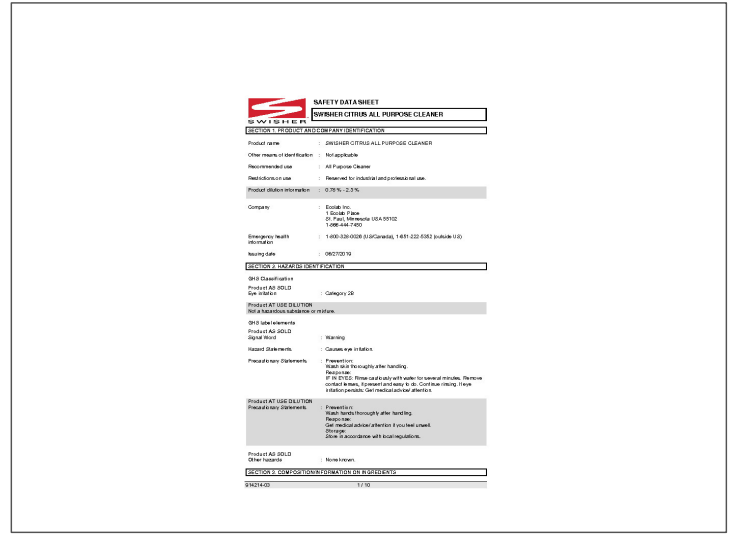 SAFETY DATA SHEET
SWISHER CITRUS ALL PURPOSE CLEANER
SWISHER
SECTION 1. PRODUCT AND COMPANY IDENTIFICATION
Product name : SWISHER CITRUS ALL PURPOSE CLEANER
Other means of identification : Not applicable
Recommended use : All Purpose Cleaner
Restrictions on use : Reserved for industrial and professional use.
Product dilution information : 0.78 % - 2.3 %
Company : Ecolab Inc.
1 Ecolab Place
St. Paul, Minnesota USA 55102
1-866-444-7450
Emergency health information : 1-800-328-0026 (US/Canada), 1-651-222-5352 (outside US)
Issuing date : 06/27/2019
SECTION 2. HAZARDS IDENTIFICATION
GHS Classification
Product AS SOLD
Eye irritation : Category 2B
Product AT USE DILUTION
Not a hazardous substance or mixture.
GHS label elements
Product AS SOLD
Signal Word : Warning
Hazard Statements : Causes eye irritation.
Precautionary Statements : Prevention:
Wash skin thoroughly after handling.
Response:
IF IN EYES: Rinse cautiously with water for several minutes. Remove
contact lenses, if present and easy to do. Continue rinsing. If eye
irritation persists: Get medical advice/ attention.
Product AT USE DILUTION
Precautionary Statements : Prevention:
Wash hands thoroughly after handling.
Response:
Get medical advice/ attention if you feel unwell.
Storage:
Store in accordance with local regulations.
Product AS SOLD
Other hazards : None known.
SECTION 3. COMPOSITION/INFORMATION ON INGREDIENTS
914214-03 1 / 10